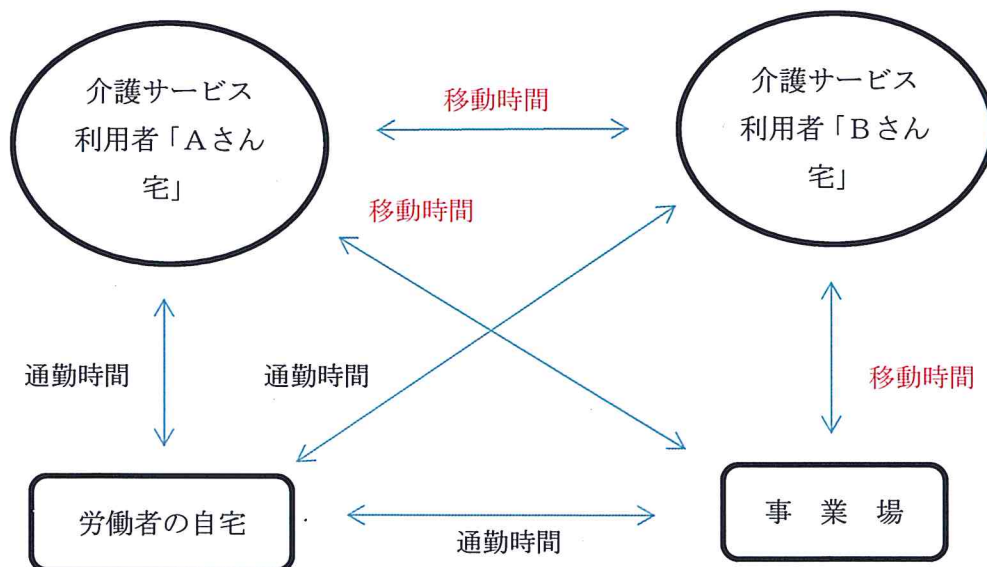 介護サービス
利用者「Aさん
宅」
移動時間
介護サービス
利用者「Bさん
宅」
移動時間
通勤時間
通勤時間
移動時間
労働者の自宅
通勤時間
事 業 場